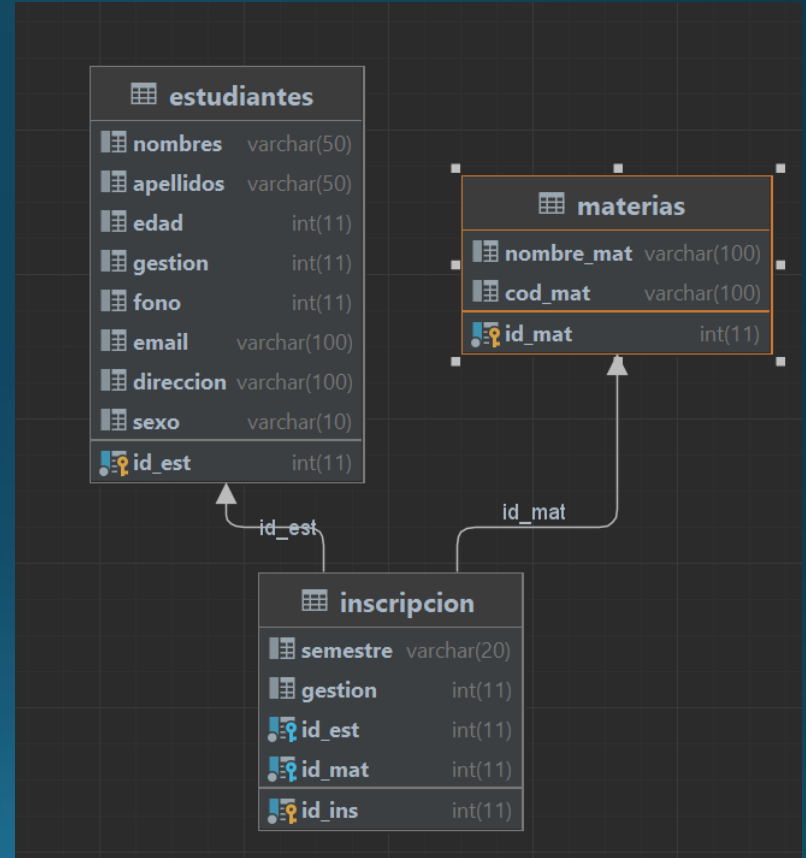 estudiantes
nombres varchar(50)
apellidos varchar(50)
edad int(11)
gestion int(11)
fono int(11)
email varchar(100)
direccion varchar(100)
sexo varchar(10)
id_est int(11)
materias
nombre_mat varchar(100)
cod_mat varchar(100)
id_mat int(11)
id_est
id_mat
inscripcion
semestre varchar(20)
gestion int(11)
id_est int(11)
id_mat int(11)
id_ins int(11)